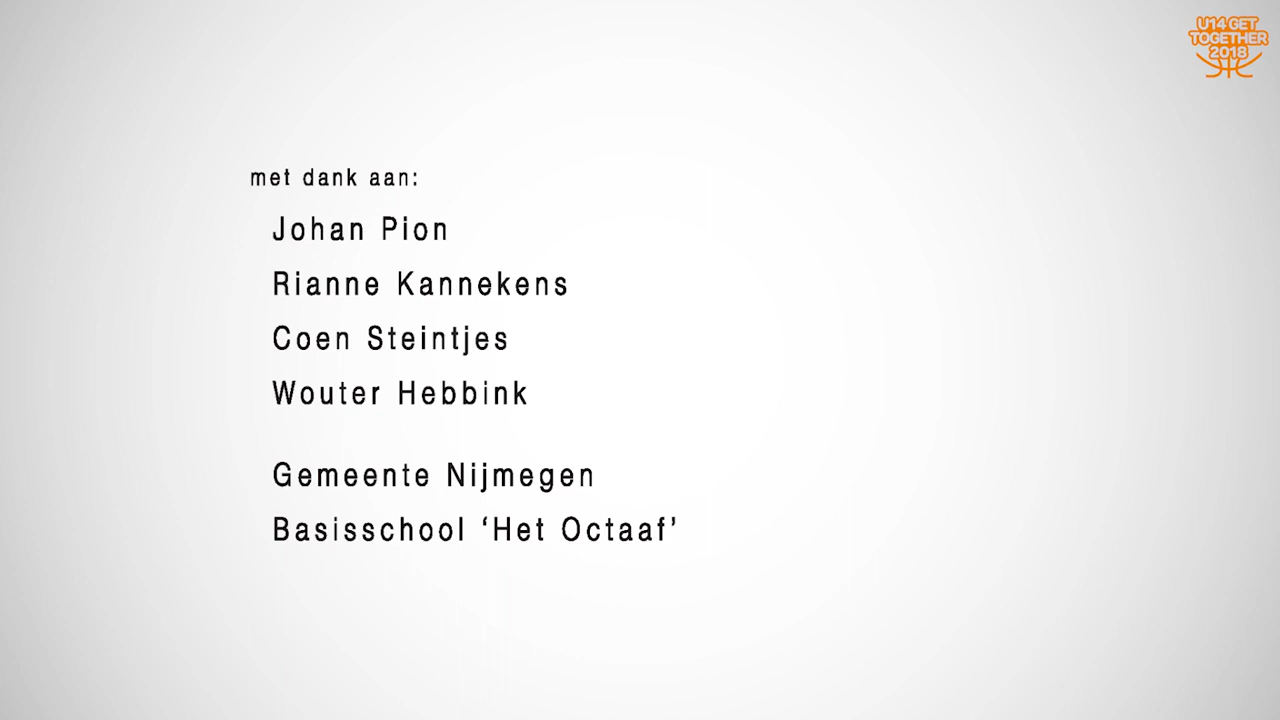 U14 GET
TOGETHER
2018
met dank aan:
Johan Pion
Rianne Kannekens
Coen Steintjes
Wouter Hebbink
Gemeente Nijmegen
Basisschool ‘Het Octaaf’